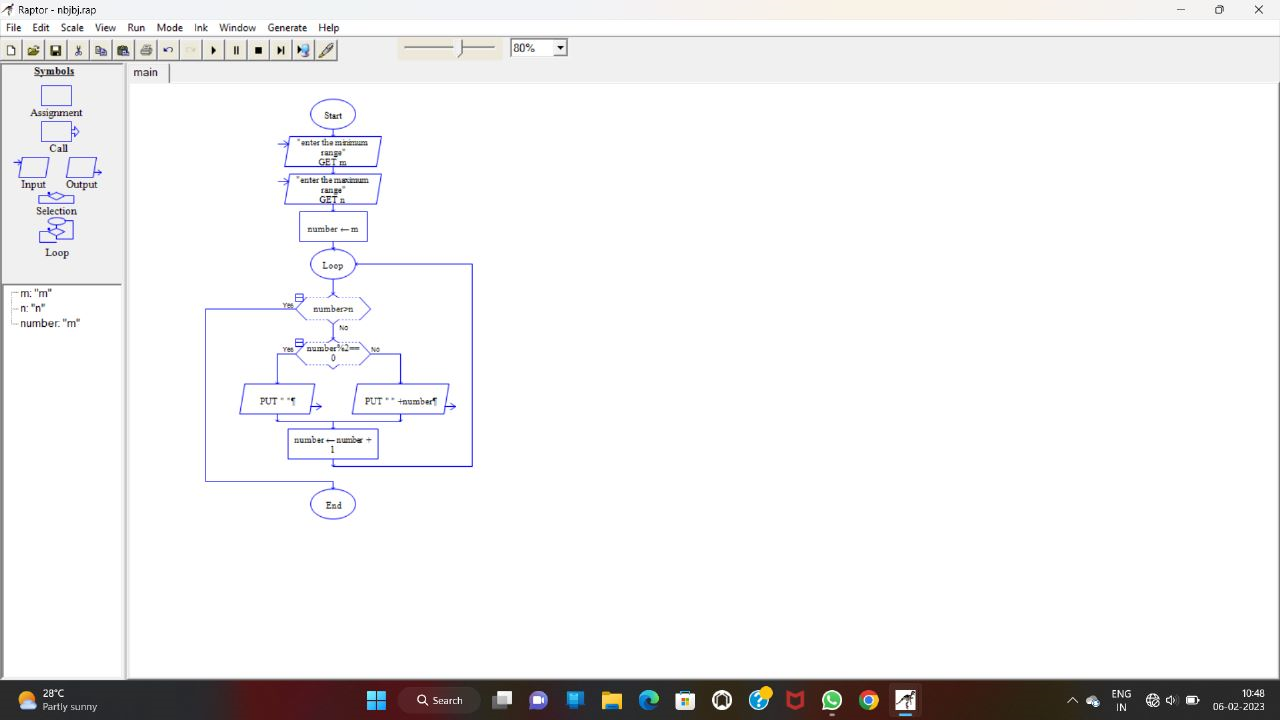 Raptor - nbjbj.rap
File Edit Scale View Run Mode Ink Window Generate Help
80%
Symbols
Assignment
Call
Input Output
Selection
Loop
m: "m"
n: "n"
number: "m"
main
Start
"enter the minimum
range"
GET m
"enter the maximum
range"
GET n
number ← m
Loop
Yes number>n
No
Yes number%2== No
0
PUT " "¶ PUT " " +number¶
number ← number +
1
End
28°C
Partly sunny
Search
ENG
IN
10:46
06-02-2023